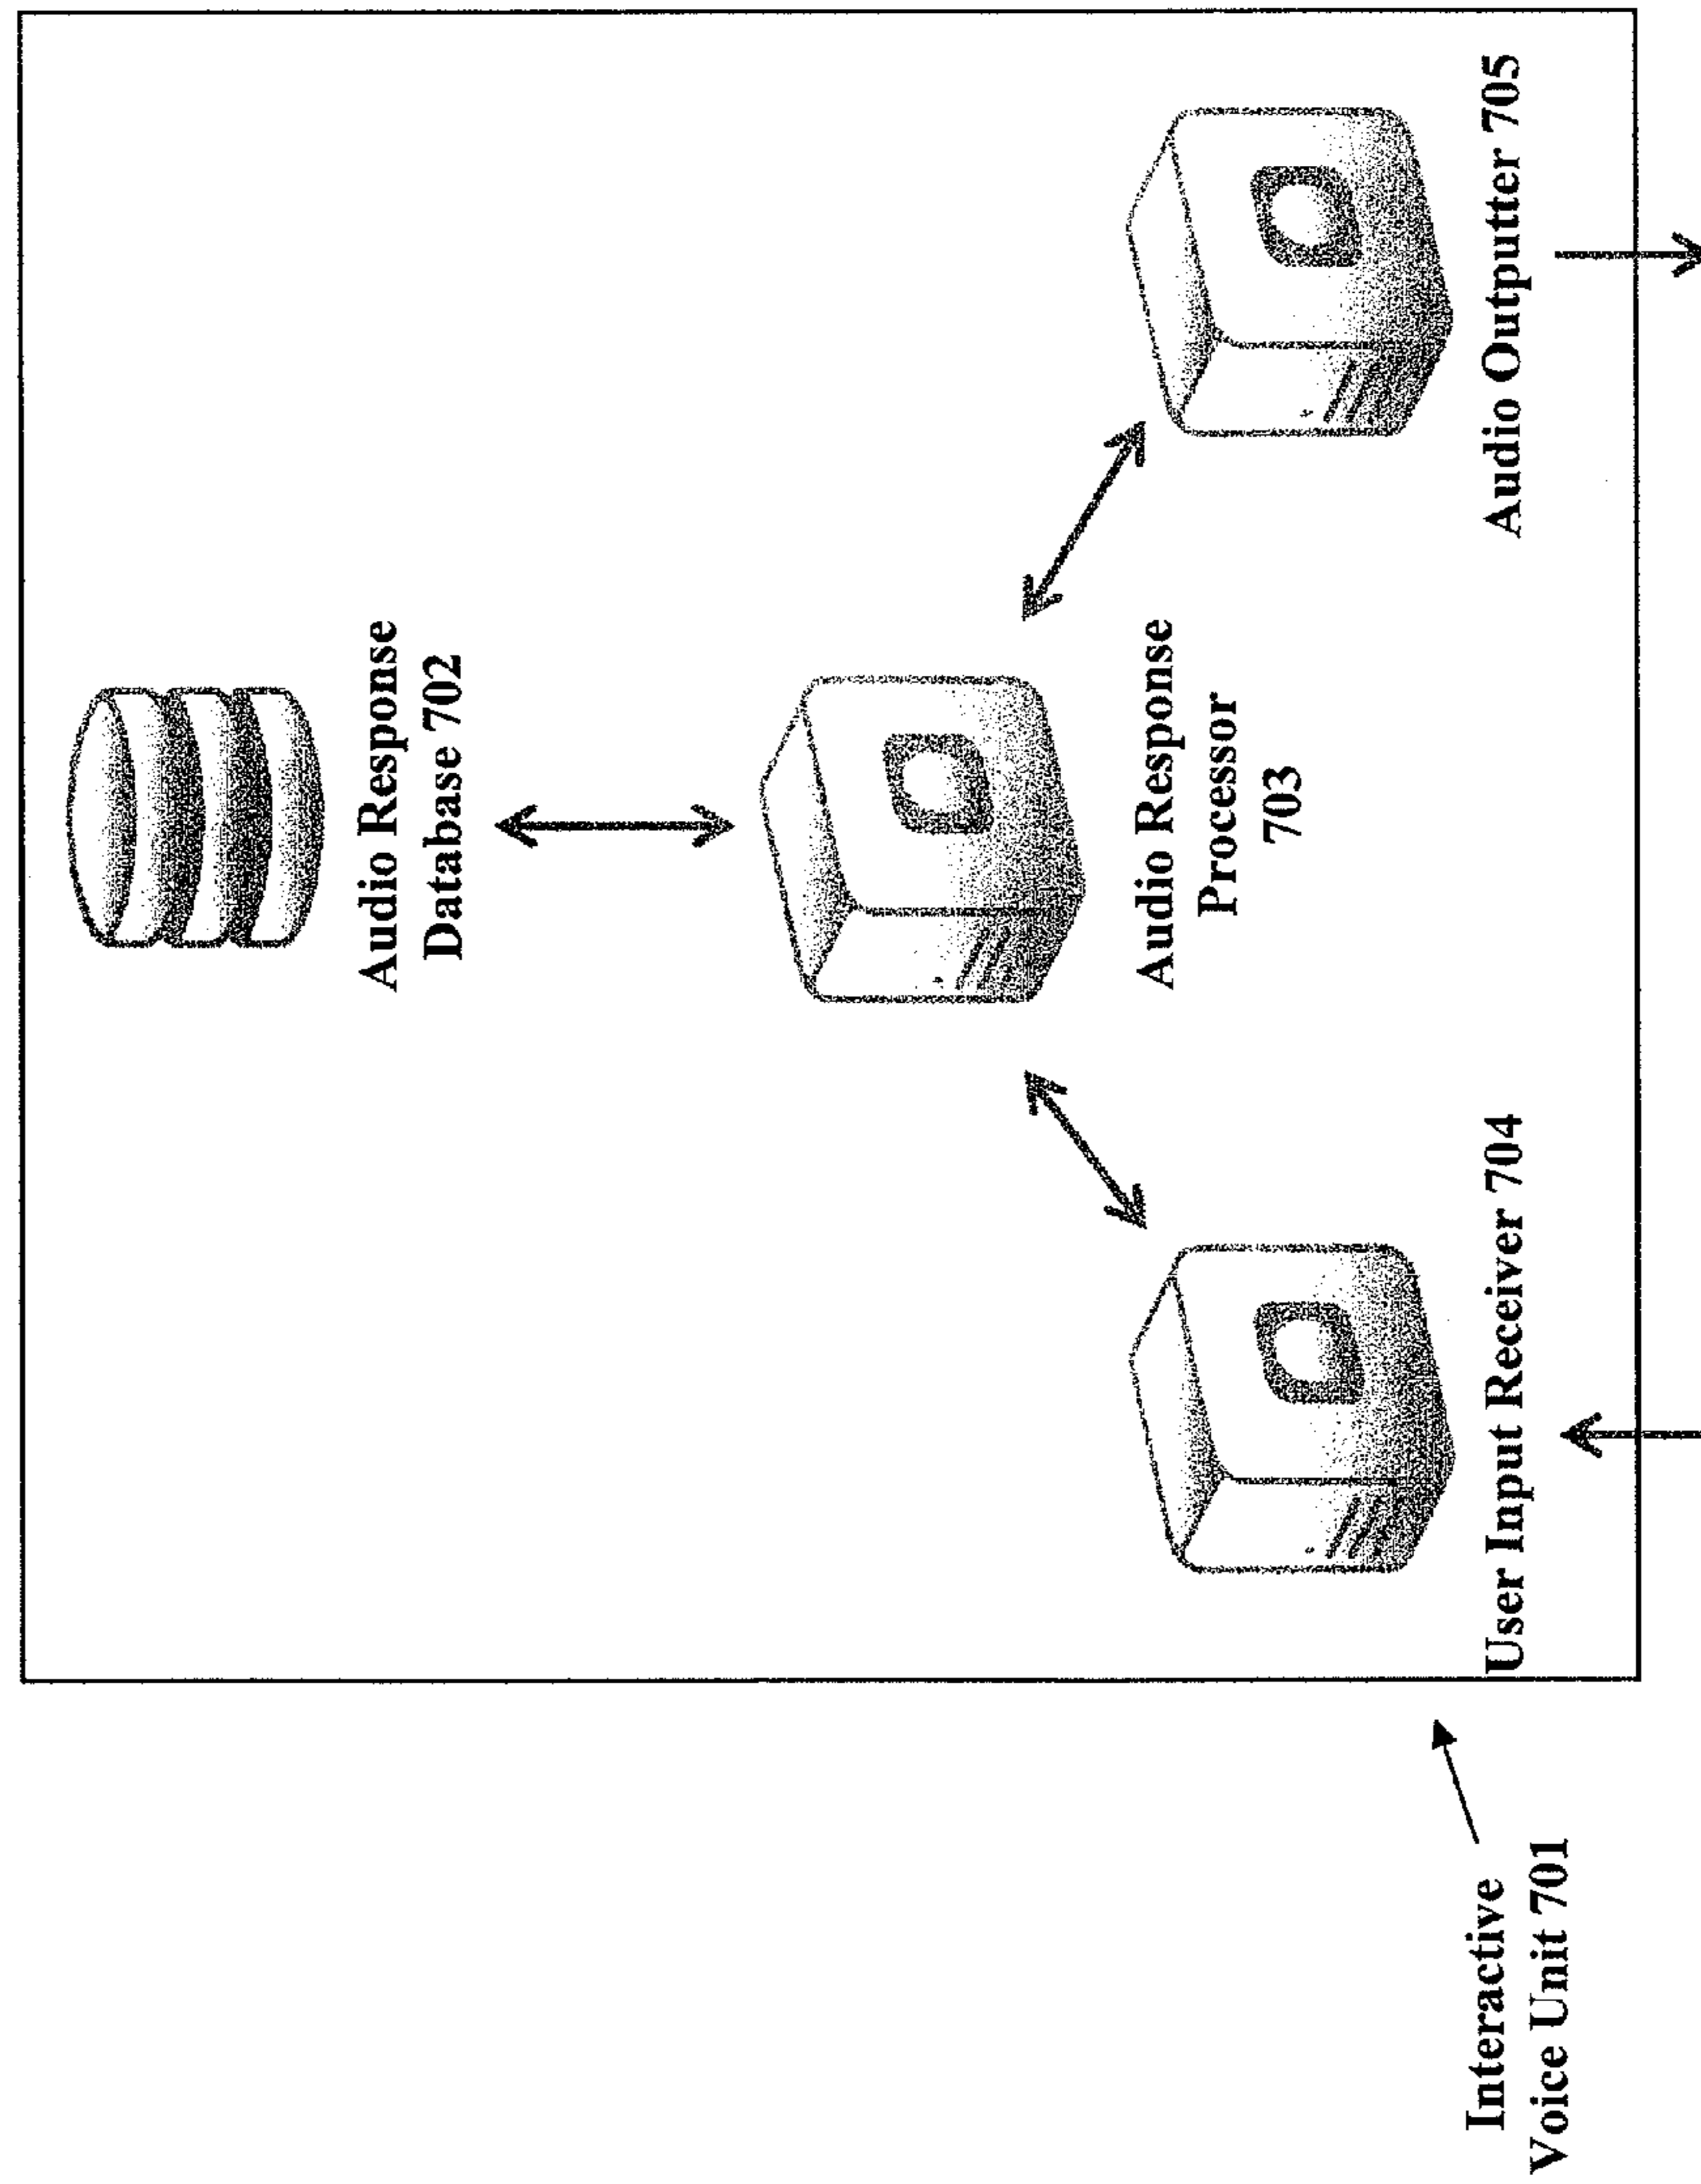 Audio Response
Database 702
Audio Response
Processor
703
User Input Receiver 704
Audio Outputter 705
Interactive
Voice Unit 701